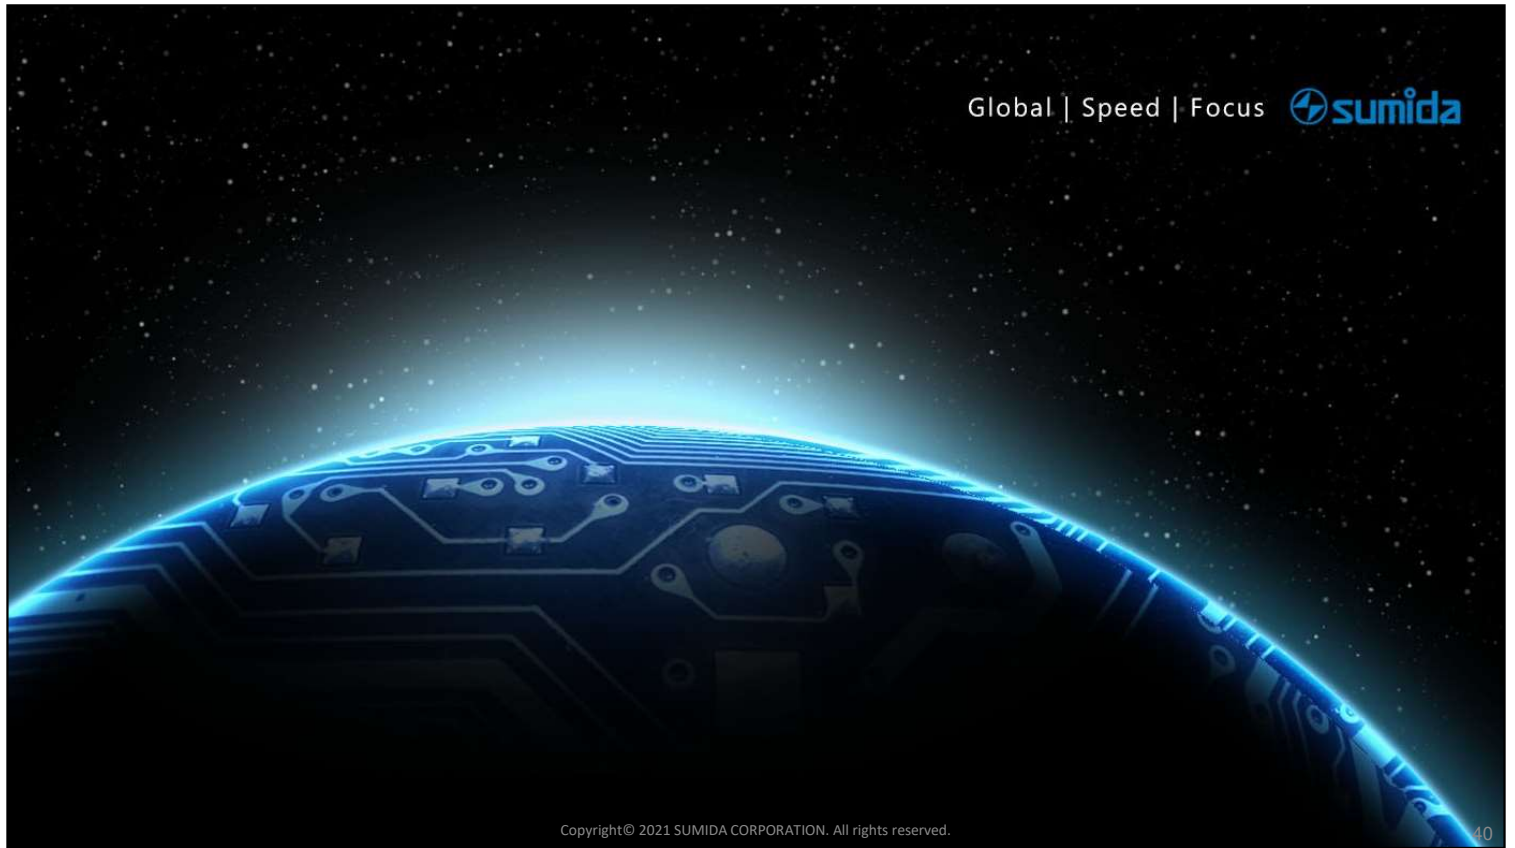 Global | Speed | Focus sumida
Copyright© 2021 SUMIDA CORPORATION. All rights reserved.
40